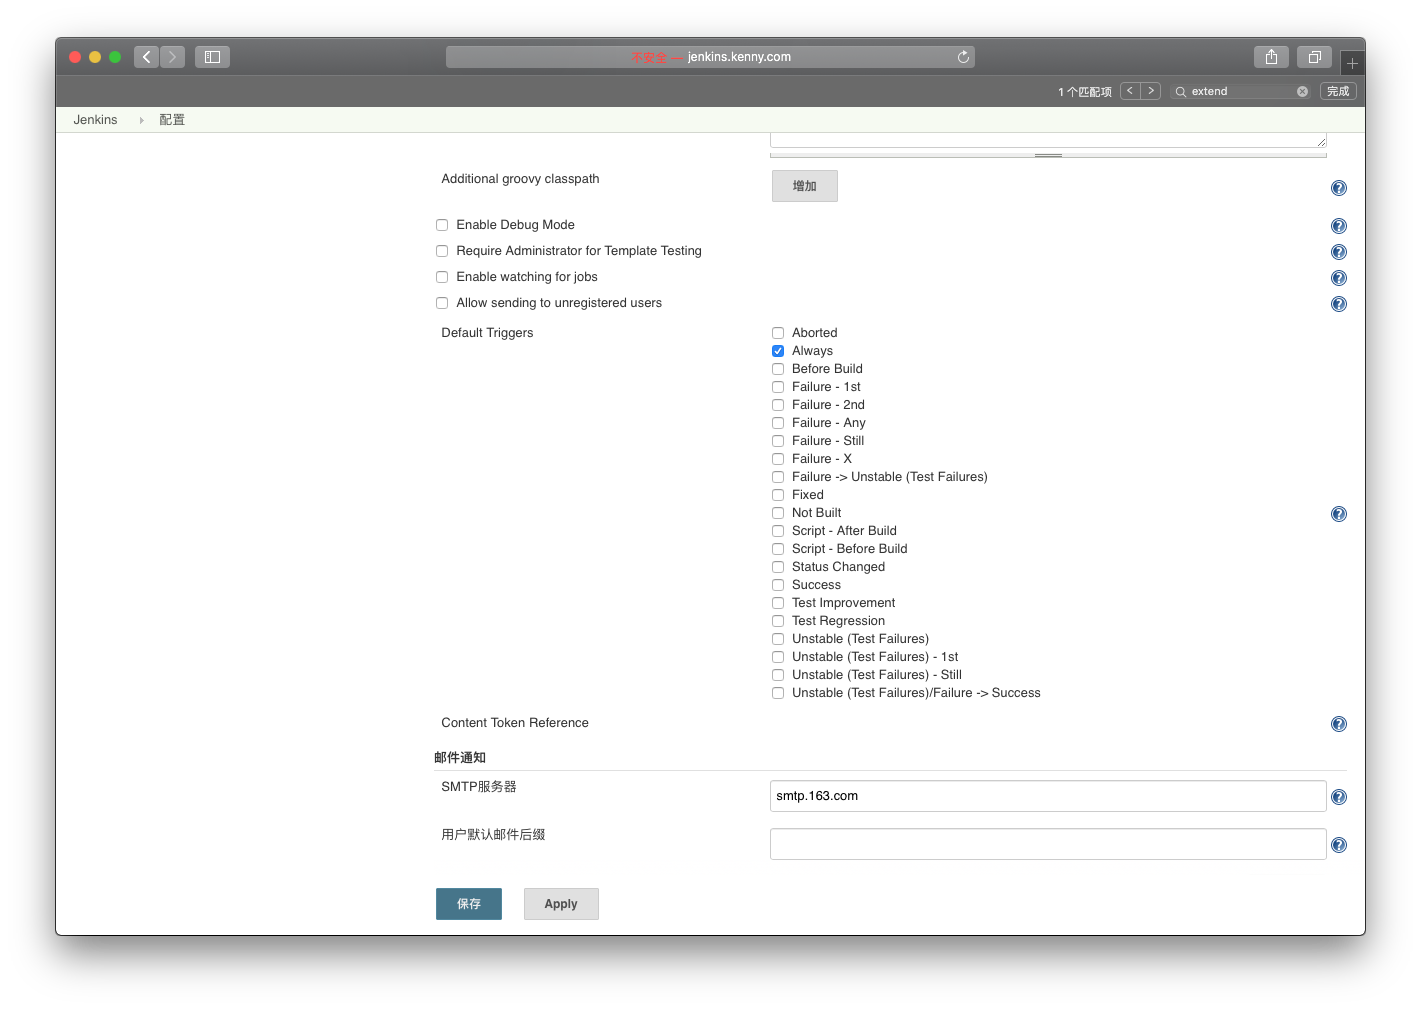 不安全 — jenkins.kenny.com
1 个匹配项
extend
完成
Jenkins
配置
Additional groovy classpath
增加
Enable Debug Mode
Require Administrator for Template Testing
Enable watching for jobs
Allow sending to unregistered users
Default Triggers
Aborted
Always
Before Build
Failure - 1st
Failure - 2nd
Failure - Any
Failure - Still
Failure - X
Failure -> Unstable (Test Failures)
Fixed
Not Built
Script - After Build
Script - Before Build
Status Changed
Success
Test Improvement
Test Regression
Unstable (Test Failures)
Unstable (Test Failures) - 1st
Unstable (Test Failures) - Still
Unstable (Test Failures)/Failure -> Success
Content Token Reference
邮件通知
SMTP服务器
smtp.163.com
用户默认邮件后缀
保存
Apply